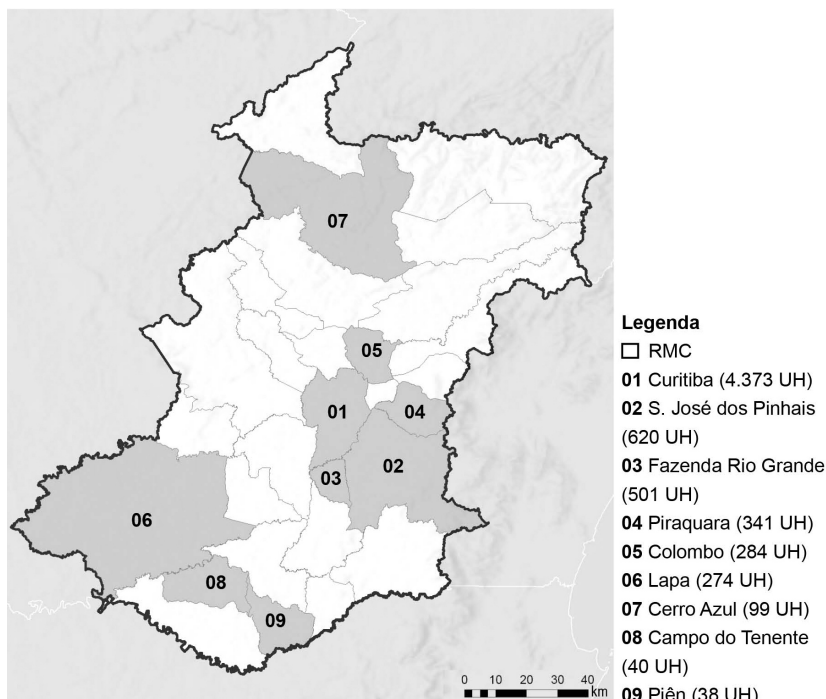 07
05
01
04
02
03
06
08
09
0 10 20 30 40
km
Legenda
RMC
01 Curitiba (4.373 UH)
02 S. José dos Pinhais
(620 UH)
03 Fazenda Rio Grande
(501 UH)
04 Piraquara (341 UH)
05 Colombo (284 UH)
06 Lapa (274 UH)
07 Cerro Azul (99 UH)
08 Campo do Tenente
(40 UH)
09 Piên (38 UH)